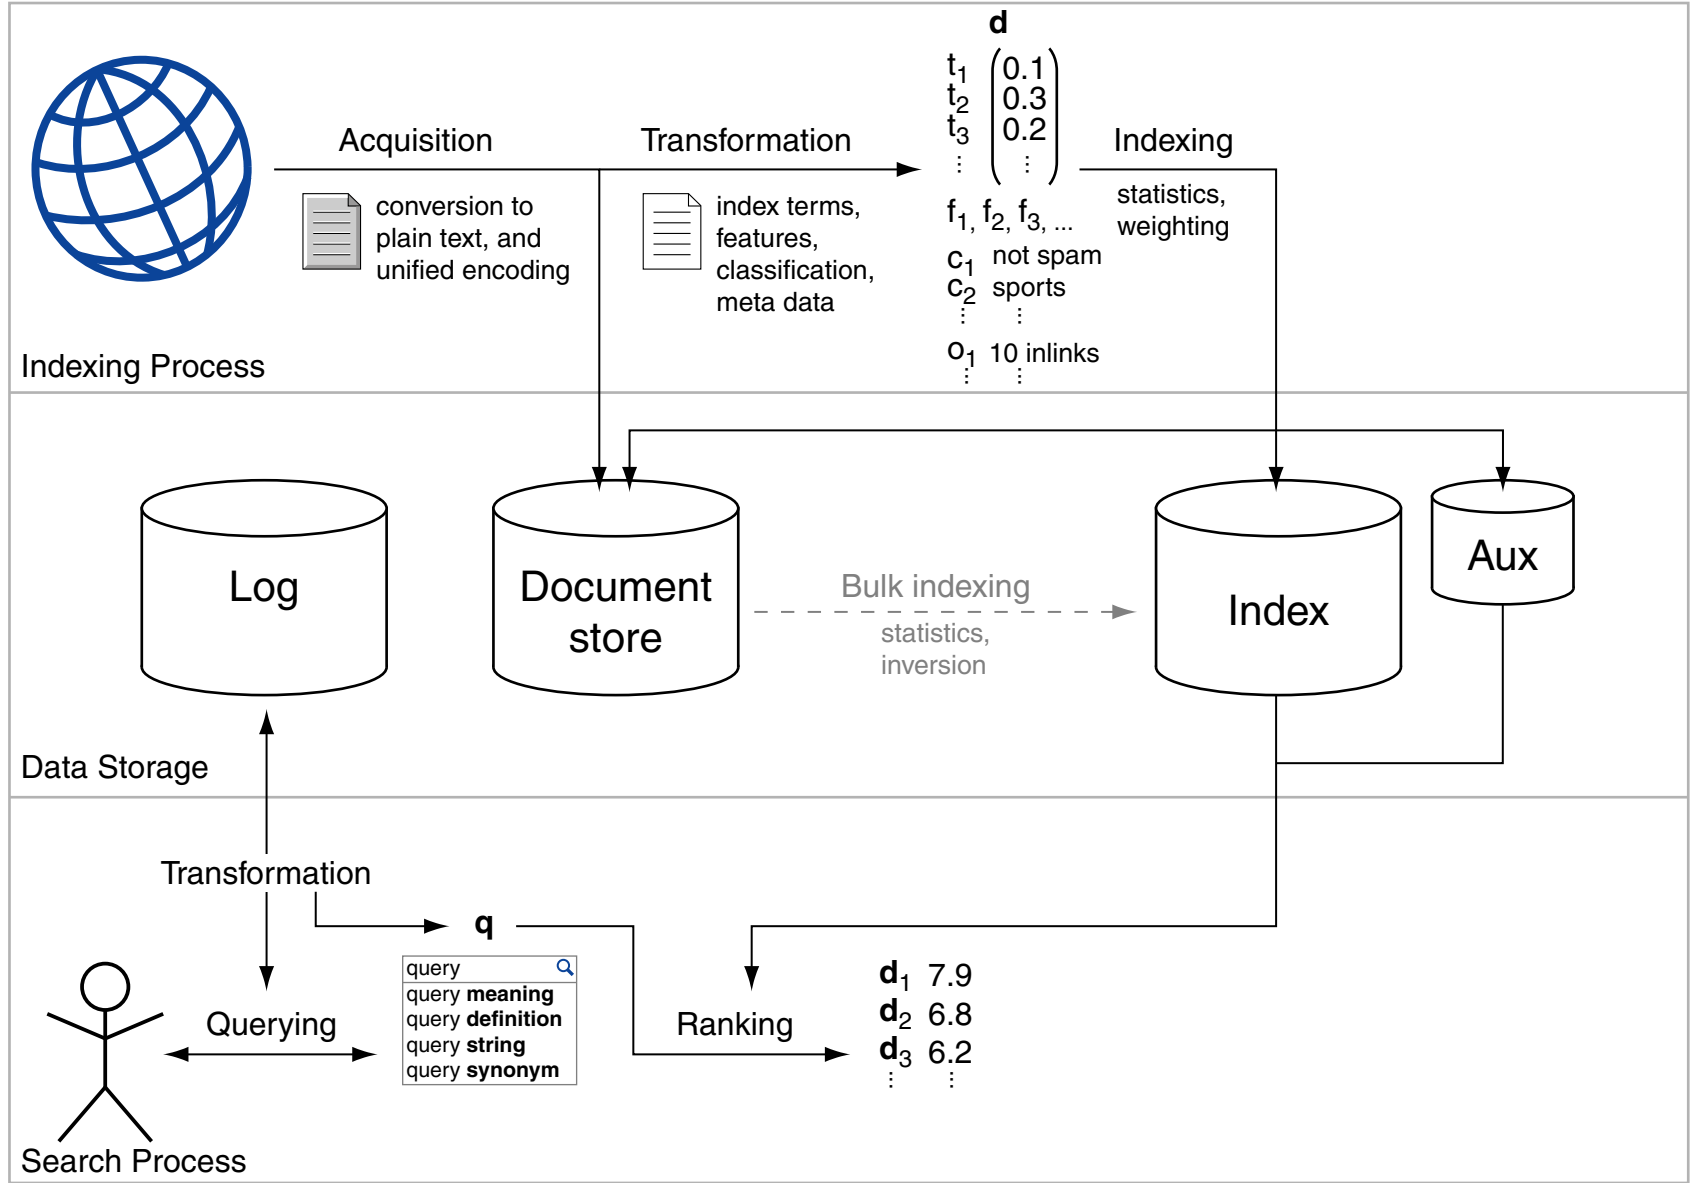 d
t1 0.1
t2 0.3
t3 0.2
⋮ ⋮
Acquisition
conversion to
plain text, and
unified encoding
Transformation
index terms,
features,
classification,
meta data
f1, f2, f3, ...
c1 not spam
c2 sports
⋮ ⋮
o1 10 inlinks
⋮ ⋮
Indexing
statistics,
weighting
Indexing Process
Log
Document
store
Bulk indexing
statistics,
inversion
Index
Aux
Data Storage
Transformation
q
Querying
query
query meaning
query definition
query string
query synonym
Ranking
d1 7.9
d2 6.8
d3 6.2
⋮ ⋮
Search Process